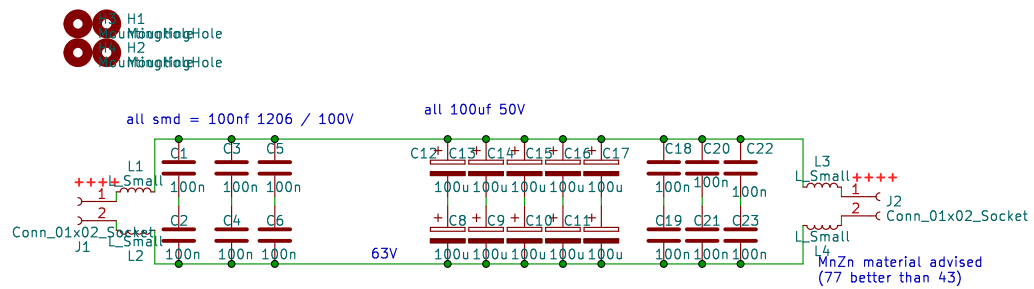 H3 H1
MountingHole MountingHole
H4 H2
MountingHole MountingHole
all 100uf 50V
all smd = 100nf 1206 / 100V
C1 C3 C5 C12 C13 C14 C15 C16 C17 C18 C20 C22
L1 L3
++++ L_Small L_Small ++++
100n 100n 100n 100u 100u 100u 100u 100u 100n 100n 100n
1 1
J2
2 2
Conn_01x02_Socket
C2 C4 C6 C8 C9 C10 C11 C19 C21 C23
Conn_01x02_Socket
L_Small L_Small
J1
L2 L4
100n 100n 100n 63V 100u 100u 100u 100u 100u 100n 100n 100n
MnZn material advised
(77 better than 43)